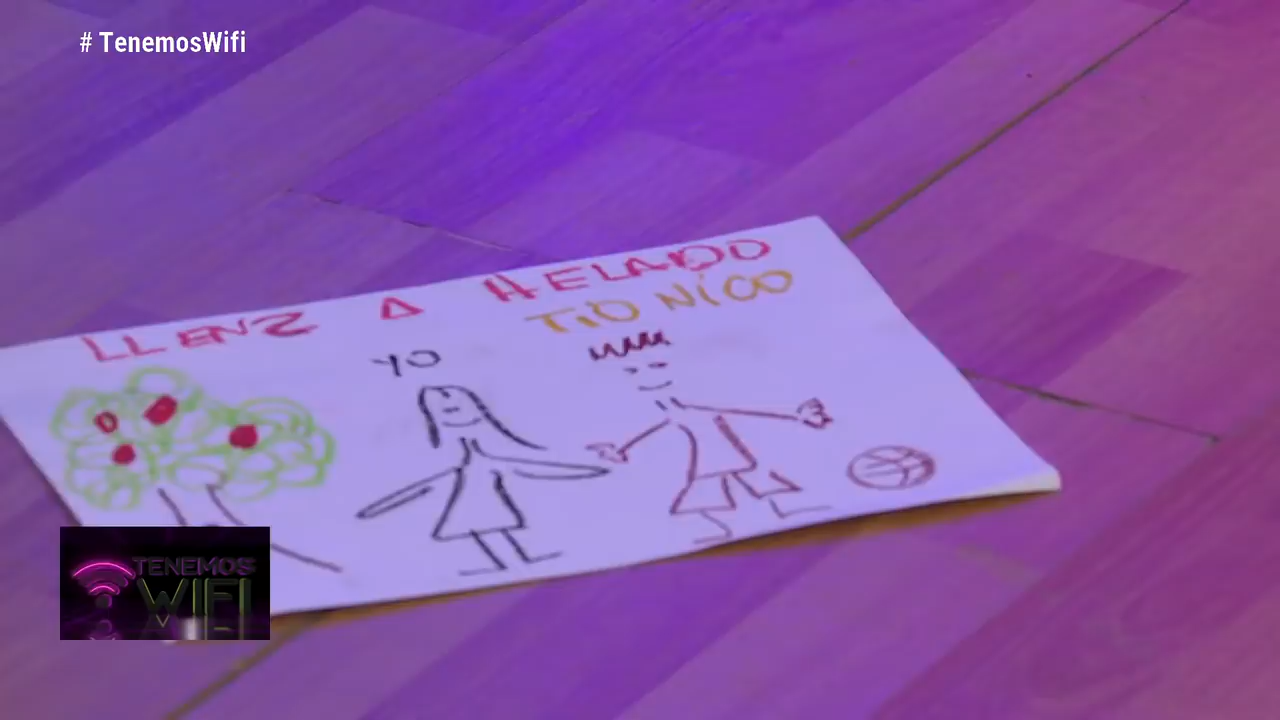 # TenemosWifi
LLENZ A HELADO
TIO NICO
YO
TENEMOS
WIFI